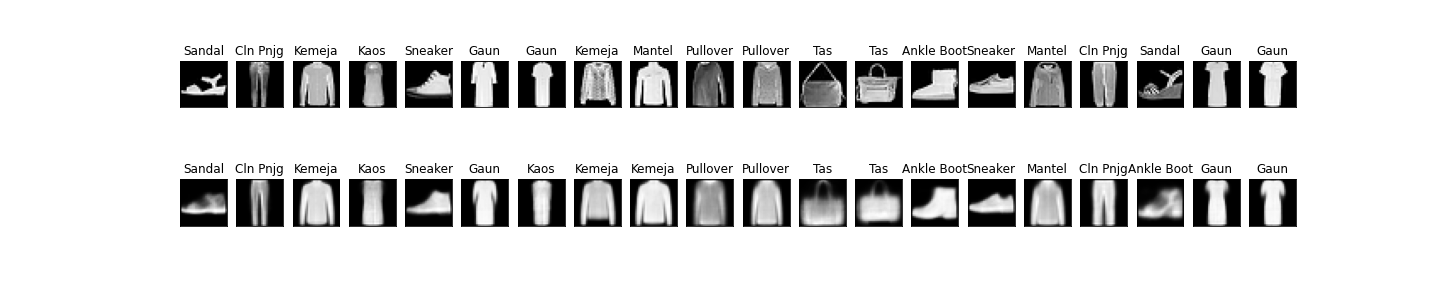 Sandal Cln Pnjg Kemeja Kaos Sneaker Gaun Gaun Kemeja Mantel Pullover Pullover Tas Tas Ankle Boot Sneaker Mantel Cln Pnjg Sandal Gaun Gaun
Sandal Cln Pnjg Kemeja Kaos Sneaker Gaun Kaos Kemeja Kemeja Pullover Pullover Tas Tas Ankle Boot Sneaker Mantel Cln Pnjg Ankle Boot Gaun Gaun